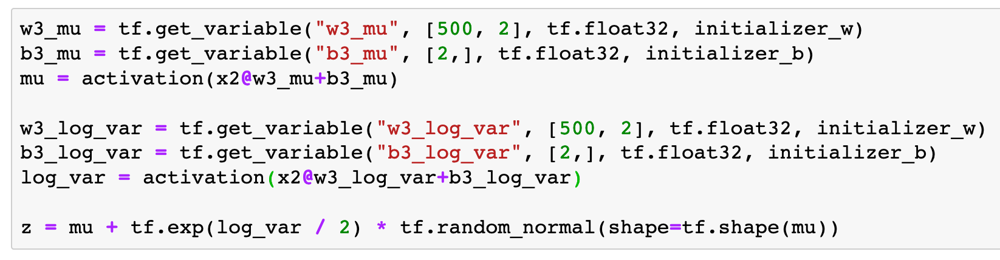 w3_mu = tf.get_variable("w3_mu", [500, 2], tf.float32, initializer_w)
b3_mu = tf.get_variable("b3_mu", [2,], tf.float32, initializer_b)
mu = activation(x2@w3_mu+b3_mu)
w3_log_var = tf.get_variable("w3_log_var", [500, 2], tf.float32, initializer_w)
b3_log_var = tf.get_variable("b3_log_var", [2,], tf.float32, initializer_b)
log_var = activation(x2@w3_log_var+b3_log_var)
z = mu + tf.exp(log_var / 2) * tf.random_normal(shape=tf.shape(mu))